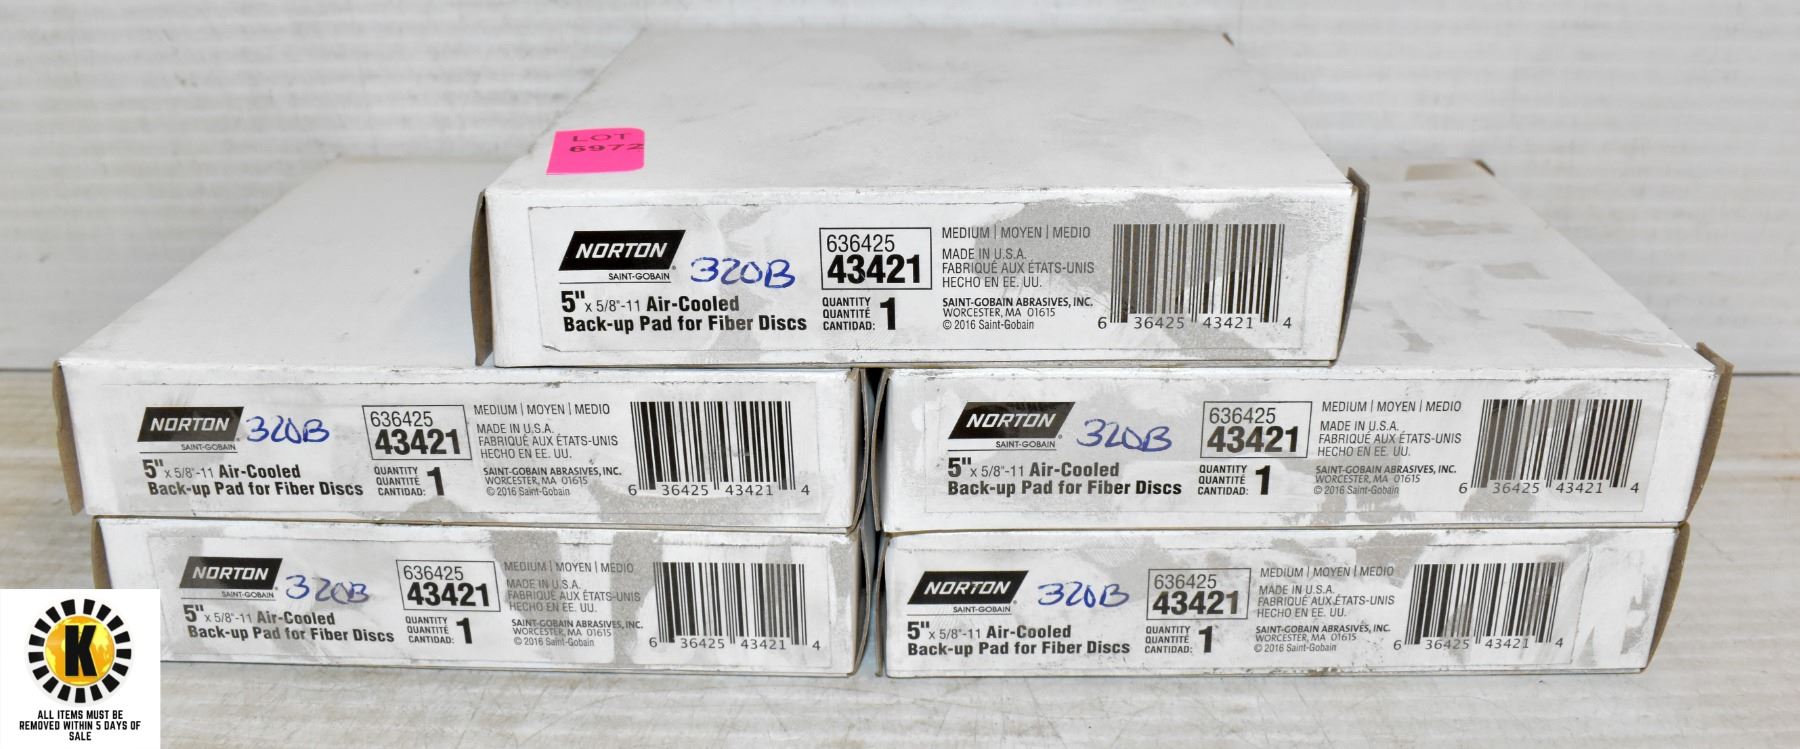 LOT
6972
NORTON
SAINT-GOBAIN
320B
5" x 5/8"-11 Air-Cooled
Back-up Pad for Fiber Discs
636425
43421
QUANTITY
QUANTITÉ
CANTIDAD:
1
MEDIUM | MOYEN | MEDIO
MADE IN U.S.A.
FABRIQUÉ AUX ÉTATS-UNIS
HECHO EN EE. UU.
SAINT-GOBAIN ABRASIVES, INC.
WORCESTER, MA 01615
© 2016 Saint-Gobain
6 36425 43421 4
NORTON
SAINT-GOBAIN
320B
5" x 5/8"-11 Air-Cooled
Back-up Pad for Fiber Discs
636425
43421
QUANTITY
QUANTITÉ
CANTIDAD:
1
MEDIUM | MOYEN | MEDIO
MADE IN U.S.A.
FABRIQUÉ AUX ÉTATS-UNIS
HECHO EN EE. UU.
SAINT-GOBAIN ABRASIVES, INC.
WORCESTER, MA 01615
© 2016 Saint-Gobain
6 36425 43421 4
NORTON
SAINT-GOBAIN
320B
5" x 5/8"-11 Air-Cooled
Back-up Pad for Fiber Discs
636425
43421
QUANTITY
QUANTITÉ
CANTIDAD:
1
MEDIUM | MOYEN | MEDIO
MADE IN U.S.A.
FABRIQUÉ AUX ÉTATS-UNIS
HECHO EN EE. UU.
SAINT-GOBAIN ABRASIVES, INC.
WORCESTER, MA 01615
© 2016 Saint-Gobain
6 36425 43421 4
NORTON
SAINT-GOBAIN
320B
5" x 5/8"-11 Air-Cooled
Back-up Pad for Fiber Discs
636425
43421
QUANTITY
QUANTITÉ
CANTIDAD:
1
MEDIUM | MOYEN | MEDIO
MADE IN U.S.A.
FABRIQUÉ AUX ÉTATS-UNIS
HECHO EN EE. UU.
SAINT-GOBAIN ABRASIVES, INC.
WORCESTER, MA 01615
© 2016 Saint-Gobain
6 36425 43421 4
NORTON
SAINT-GOBAIN
320B
5" x 5/8"-11 Air-Cooled
Back-up Pad for Fiber Discs
636425
43421
QUANTITY
QUANTITÉ
CANTIDAD:
1
MEDIUM | MOYEN | MEDIO
MADE IN U.S.A.
FABRIQUÉ AUX ÉTATS-UNIS
HECHO EN EE. UU.
SAINT-GOBAIN ABRASIVES, INC.
WORCESTER, MA 01615
© 2016 Saint-Gobain
6 36425 43421 4
K
ALL ITEMS MUST BE
REMOVED WITHIN 5 DAYS OF
SALE